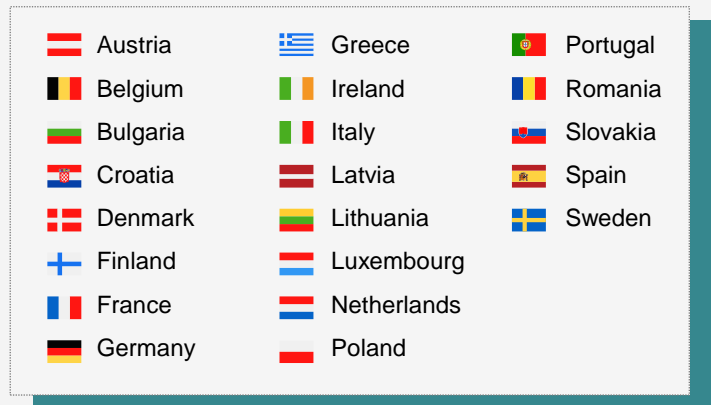 Austria
Belgium
Bulgaria
Croatia
Denmark
Finland
France
Germany
Greece
Ireland
Italy
Latvia
Lithuania
Luxembourg
Netherlands
Poland
Portugal
Romania
Slovakia
Spain
Sweden